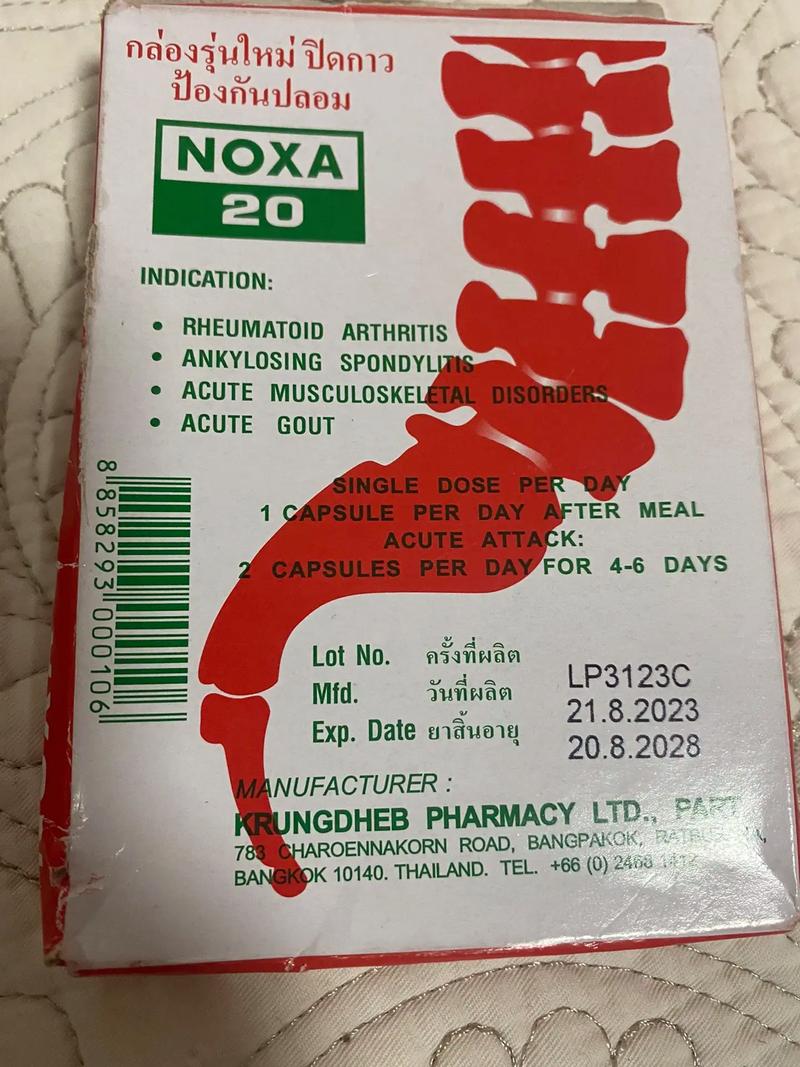 กล่องรุ่นใหม่ ปิดกาว
ป้องกันปลอม
NOXA
20
INDICATION:
• RHEUMATOID ARTHRITIS
• ANKYLOSING SPONDYLITIS
• ACUTE MUSCULOSKELETAL DISORDERS
• ACUTE GOUT
SINGLE DOSE PER DAY
1 CAPSULE PER DAY AFTER MEAL
ACUTE ATTACK:
2 CAPSULES PER DAY FOR 4-6 DAYS
8 858293 000106
Lot No. ครั้งที่ผลิต LP3123C
Mfd. วันที่ผลิต 21.8.2023
Exp. Date ยาสิ้นอายุ 20.8.2028
MANUFACTURER :
KRUNGDHEB PHARMACY LTD., PART
783 CHAROENNAKORN ROAD, BANGPAKOK,
BANGKOK 10140. THAILAND. TEL. +66 (0) 2468